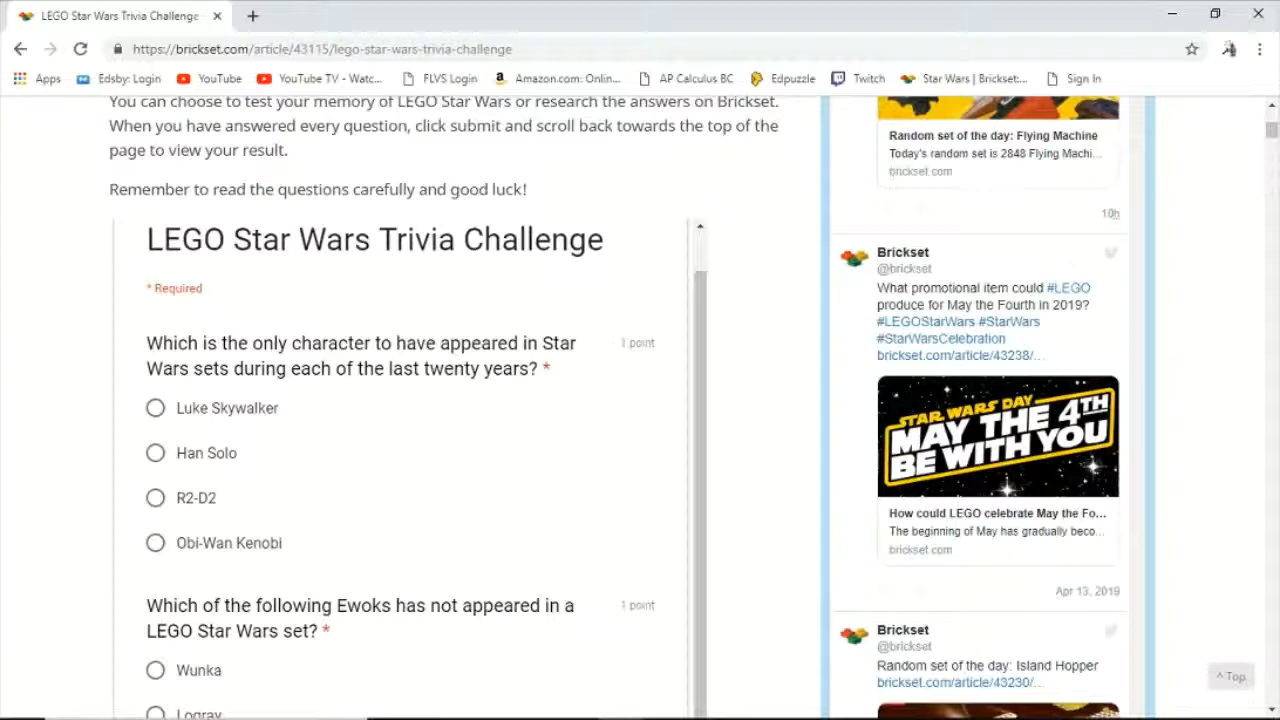 LEGO Star Wars Trivia Challenge
https://brickset.com/article/43115/lego-star-wars-trivia-challenge
Apps
Edsby: Login
YouTube
YouTube TV - Watc...
FLVS Login
Amazon.com: Onlin...
AP Calculus BC
Edpuzzle
Twitch
Star Wars | Brickset:...
Sign In
You can choose to test your memory of LEGO Star Wars or research the answers on Brickset.
When you have answered every question, click submit and scroll back towards the top of the
page to view your result.
Remember to read the questions carefully and good luck!
LEGO Star Wars Trivia Challenge
* Required
Which is the only character to have appeared in Star
Wars sets during each of the last twenty years? *
1 point
Luke Skywalker
Han Solo
R2-D2
Obi-Wan Kenobi
Which of the following Ewoks has not appeared in a
LEGO Star Wars set? *
1 point
Wunka
Logray
Random set of the day: Flying Machine
Today's random set is 2848 Flying Machi...
brickset.com
10h
Brickset
@brickset
What promotional item could #LEGO
produce for May the Fourth in 2019?
#LEGOStarWars #StarWars
#StarWarsCelebration
brickset.com/article/43238/...
STAR WARS DAY
MAY THE 4TH
BE WITH YOU
How could LEGO celebrate May the Fo...
The beginning of May has gradually beco...
brickset.com
Apr 13, 2019
Brickset
@brickset
Random set of the day: Island Hopper
brickset.com/article/43230/...
^ Top